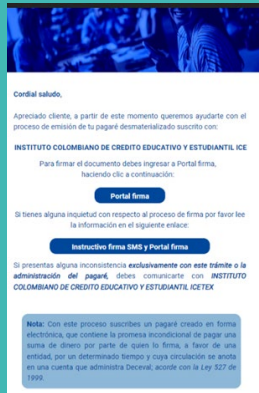 Cordial saludo,
Apreciado cliente, a partir de este momento queremos ayudarte con el
proceso de emisión de tu pagaré desmaterializado suscrito con:
INSTITUTO COLOMBIANO DE CREDITO EDUCATIVO Y ESTUDIANTIL ICE
Para firmar el documento debes ingresar a Portal firma,
haciendo clic a continuación:
Portal firma
Si tienes alguna inquietud con respecto al proceso de firma por favor lee
la información en el siguiente enlace:
Instructivo firma SMS y Portal firma
Si presentas alguna inconsistencia exclusivamente con este trámite o la
administración del pagaré, debes comunicarte con INSTITUTO
COLOMBIANO DE CREDITO EDUCATIVO Y ESTUDIANTIL ICETEX
Nota: Con este proceso suscribes un pagaré creado en forma
electrónica, que contiene la promesa incondicional de pagar una
suma de dinero por parte de quien lo firma, a favor de una
entidad, por un determinado tiempo y cuya circulación se anota
en una cuenta que administra Deceval; acorde con la Ley 527 de
1999.